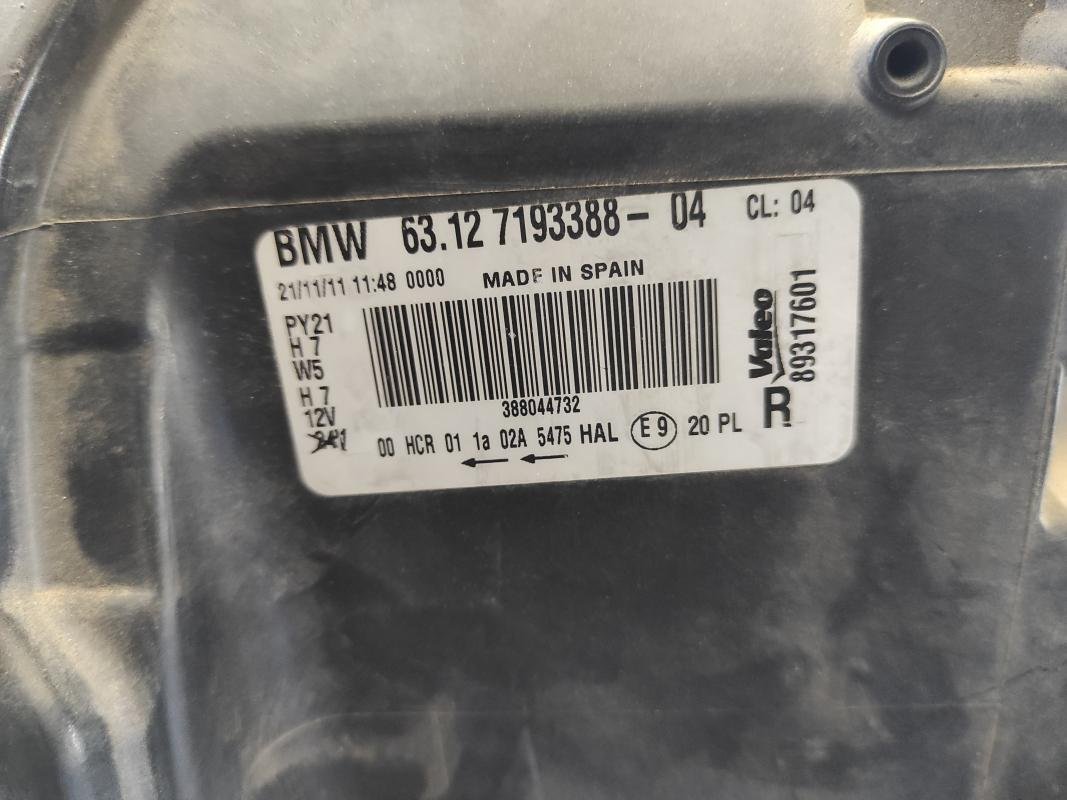 BMW 63.12 7193388- 04 CL: 04
21/11/11 11:48 0000 MADE IN SPAIN
PY21
H 7
W5
H 7
12V
24V
388044732
00 HCR 01 1a 02A 5475 HAL E 9 20 PL
Valeo
89317601
R